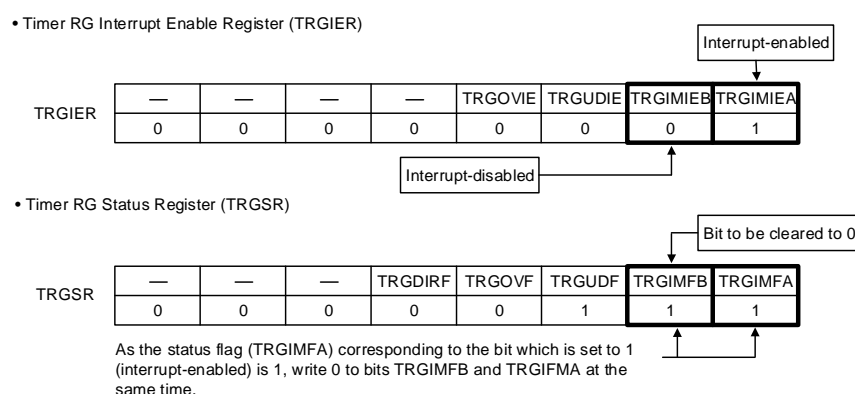 • Timer RG Interrupt Enable Register (TRGIER)
Interrupt-enabled
TRGIER
— — — — TRGOVIE TRGUDIE TRGIMIEB TRGIMIEA
0 0 0 0 0 0 0 1
Interrupt-disabled
• Timer RG Status Register (TRGSR)
Bit to be cleared to 0
TRGSR
— — — TRGDIRF TRGOVF TRGUDF TRGIMFB TRGIMFA
0 0 0 0 0 1 1 1
As the status flag (TRGIMFA) corresponding to the bit which is set to 1
(interrupt-enabled) is 1, write 0 to bits TRGIMFB and TRGIFMA at the
same time.